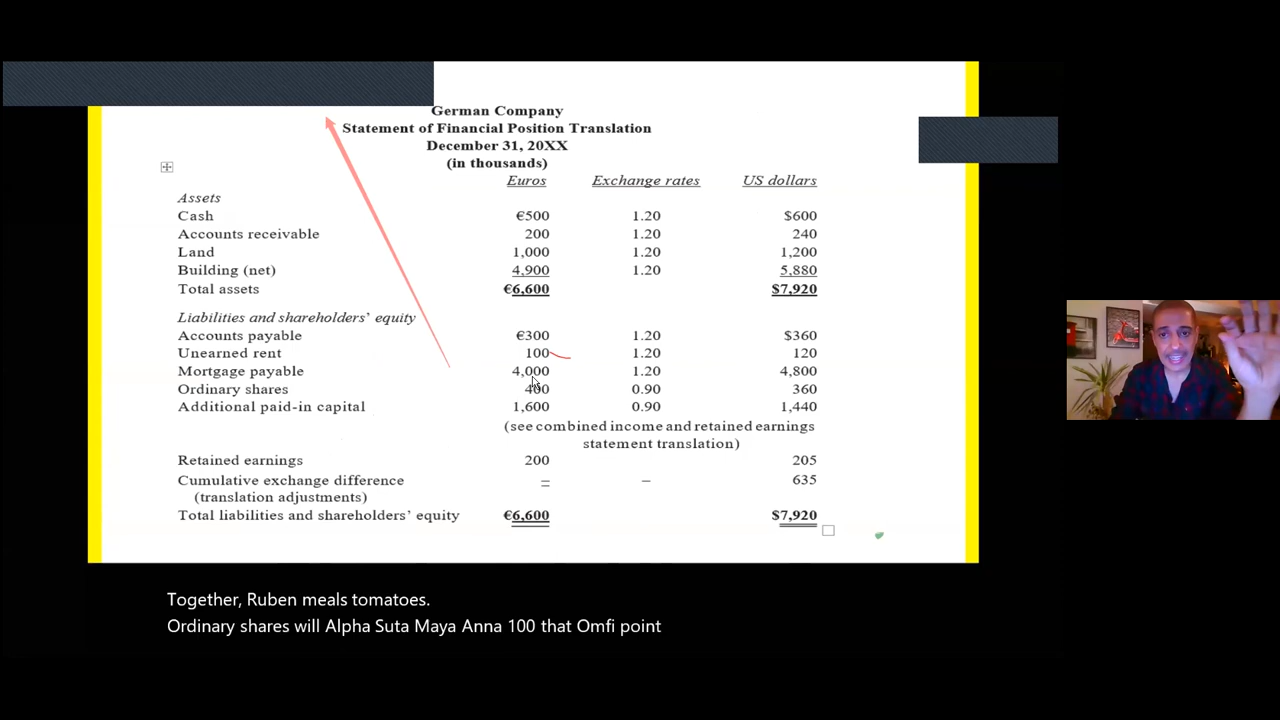 German Company
Statement of Financial Position Translation
December 31, 20XX
(in thousands)
Euros Exchange rates US dollars
Assets
Cash €500 1.20 $600
Accounts receivable 200 1.20 240
Land 1,000 1.20 1,200
Building (net) 4,900 1.20 5,880
Total assets €6,600 $7,920
Liabilities and shareholders' equity
Accounts payable €300 1.20 $360
Unearned rent 100 1.20 120
Mortgage payable 4,000 1.20 4,800
Ordinary shares 400 0.90 360
Additional paid-in capital 1,600 0.90 1,440
(see combined income and retained earnings
statement translation)
Retained earnings 200 205
Cumulative exchange difference – – 635
(translation adjustments)
Total liabilities and shareholders' equity €6,600 $7,920
Together, Ruben meals tomatoes.
Ordinary shares will Alpha Suta Maya Anna 100 that Omfi point